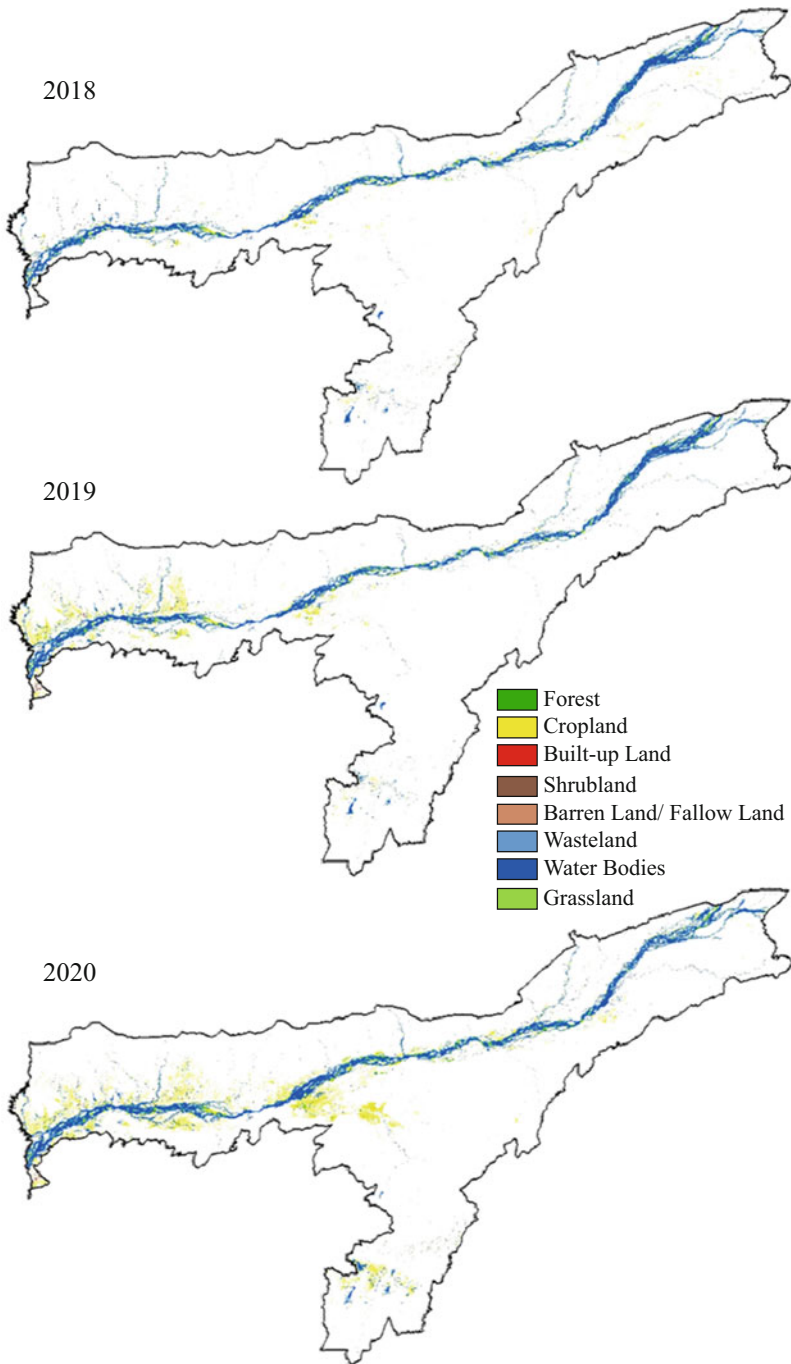 2018
2019
Forest
Cropland
Built-up Land
Shrubland
Barren Land/ Fallow Land
Wasteland
Water Bodies
Grassland
2020